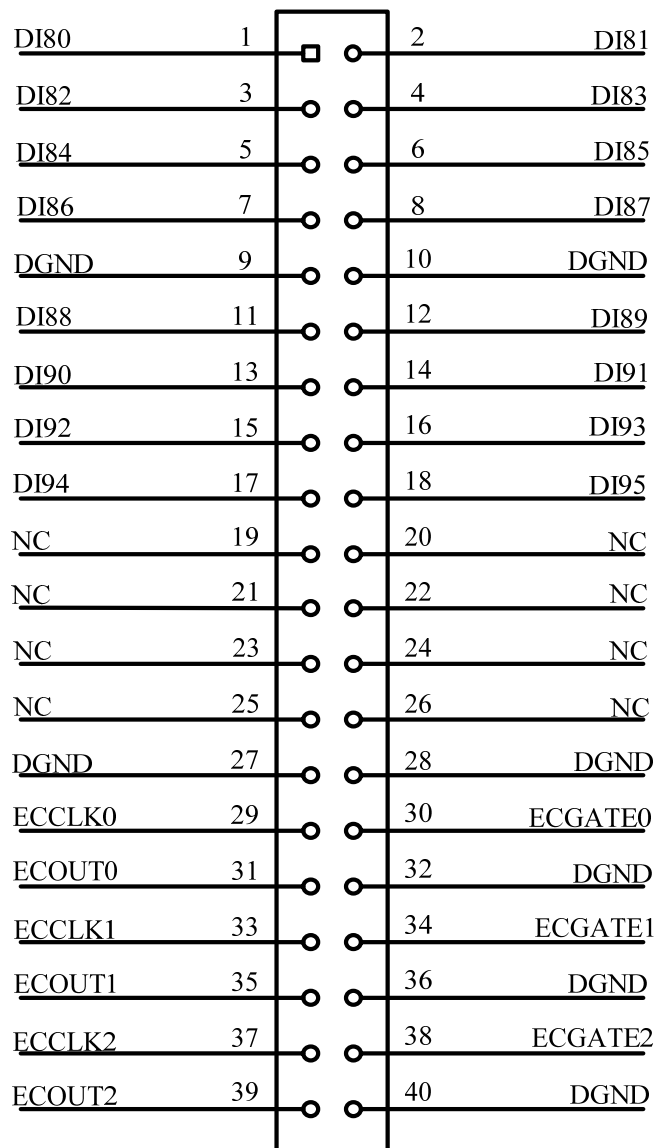 DI80 1 2 DI81
DI82 3 4 DI83
DI84 5 6 DI85
DI86 7 8 DI87
DGND 9 10 DGND
DI88 11 12 DI89
DI90 13 14 DI91
DI92 15 16 DI93
DI94 17 18 DI95
NC 19 20 NC
NC 21 22 NC
NC 23 24 NC
NC 25 26 NC
DGND 27 28 DGND
ECCLK0 29 30 ECGATE0
ECOUT0 31 32 DGND
ECCLK1 33 34 ECGATE1
ECOUT1 35 36 DGND
ECCLK2 37 38 ECGATE2
ECOUT2 39 40 DGND